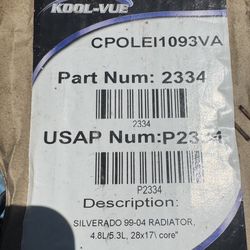 KOOL-VUE
CPOLEI1093VA
Part Num: 2334
2334
USAP Num:P2334
P2334
Description:
SILVERADO 99-04 RADIATOR,
4.8L/5.3L, 28x17\ core"